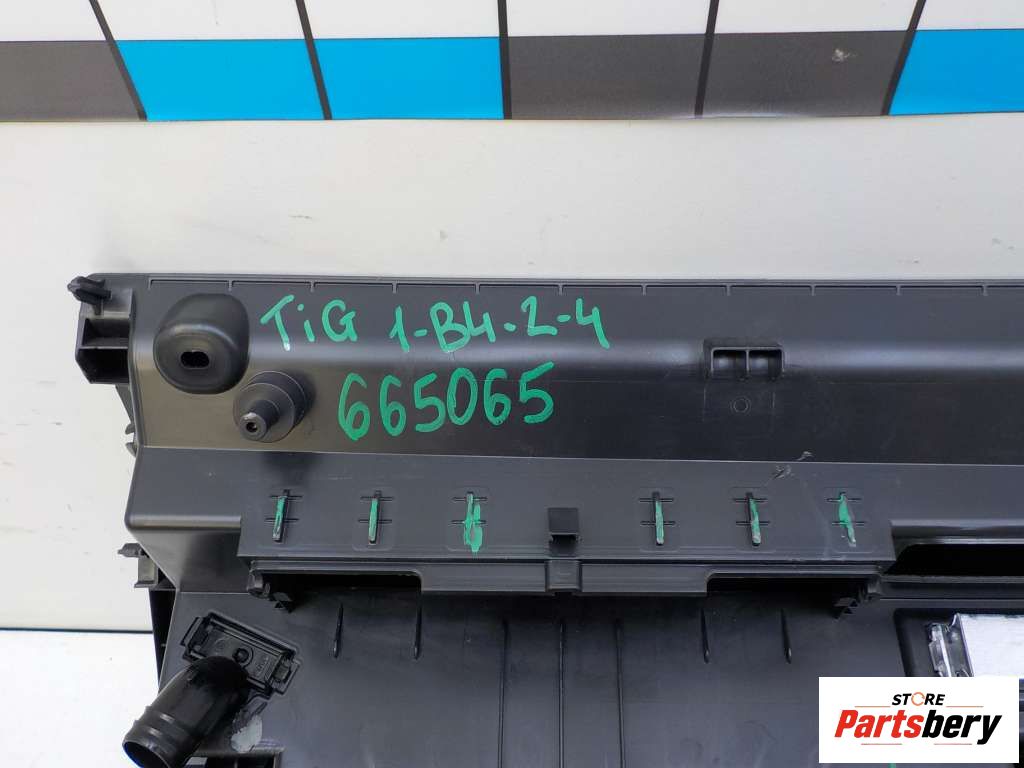 TiG 1-B4.2-4
665065
STORE
Partsbery